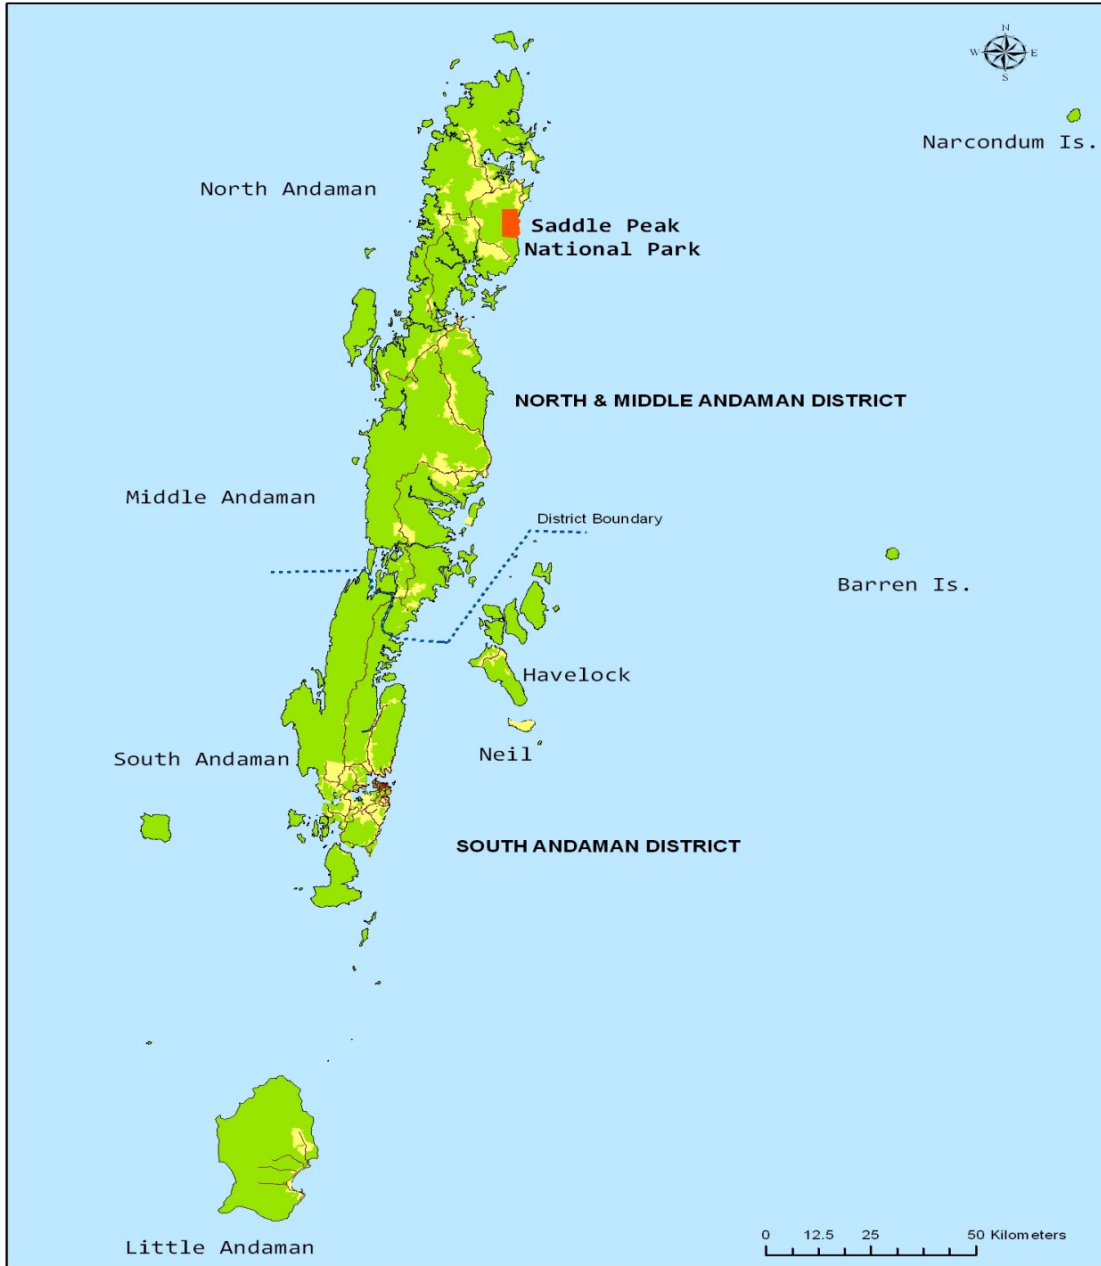 N
W E
S
Narcondum Is.
North Andaman
Saddle Peak
National Park
NORTH & MIDDLE ANDAMAN DISTRICT
Middle Andaman
District Boundary
Barren Is.
Havelock
Neil
South Andaman
SOUTH ANDAMAN DISTRICT
Little Andaman
0 12.5 25 50 Kilometers